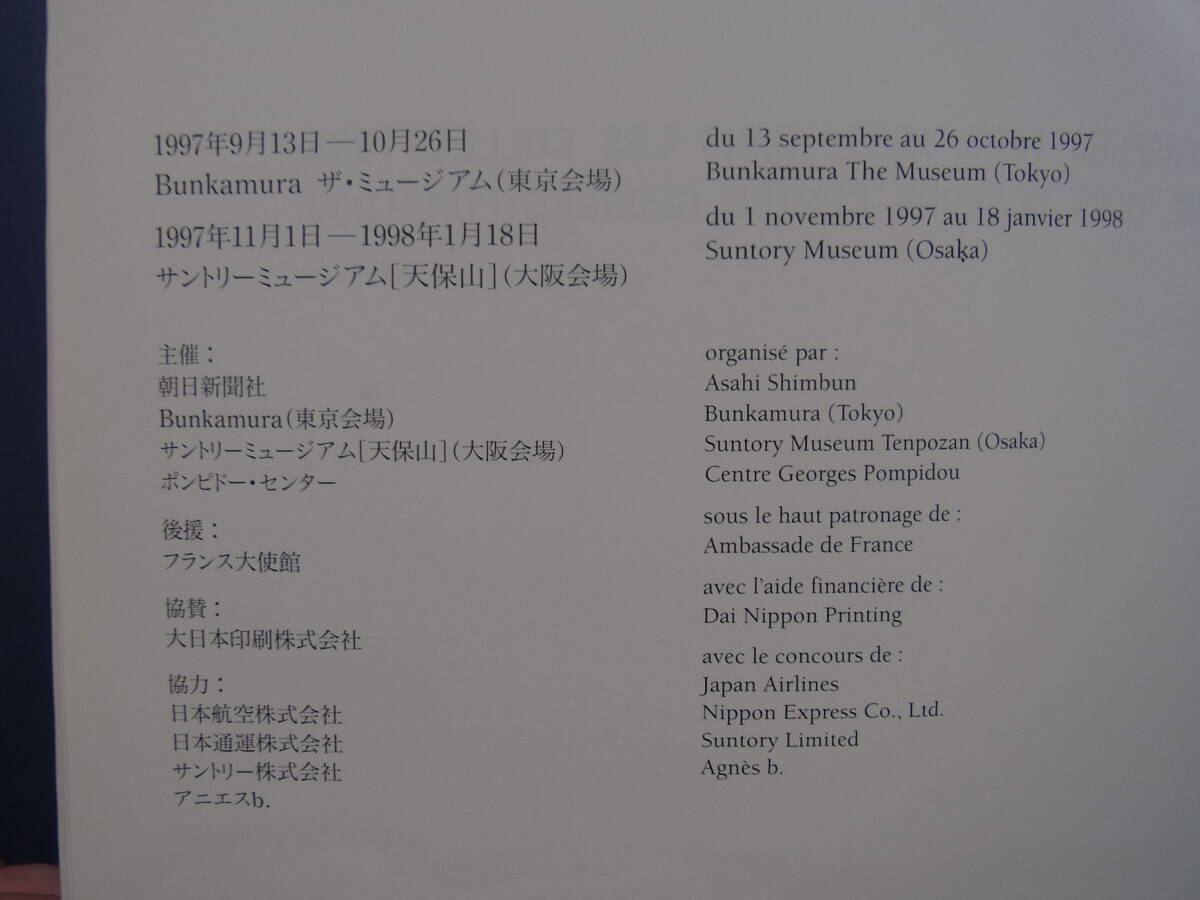 1997年9月13日―10月26日
Bunkamura ザ・ミュージアム(東京会場)
1997年11月1日―1998年1月18日
サントリーミュージアム[天保山](大阪会場)
主催：
朝日新聞社
Bunkamura(東京会場)
サントリーミュージアム[天保山](大阪会場)
ポンピドー・センター
後援：
フランス大使館
協賛：
大日本印刷株式会社
協力：
日本航空株式会社
日本通運株式会社
サントリー株式会社
アニエスb.
du 13 septembre au 26 octobre 1997
Bunkamura The Museum (Tokyo)
du 1 novembre 1997 au 18 janvier 1998
Suntory Museum (Osaka)
organisé par :
Asahi Shimbun
Bunkamura (Tokyo)
Suntory Museum Tenpozan (Osaka)
Centre Georges Pompidou
sous le haut patronage de :
Ambassade de France
avec l'aide financière de :
Dai Nippon Printing
avec le concours de :
Japan Airlines
Nippon Express Co., Ltd.
Suntory Limited
Agnès b.